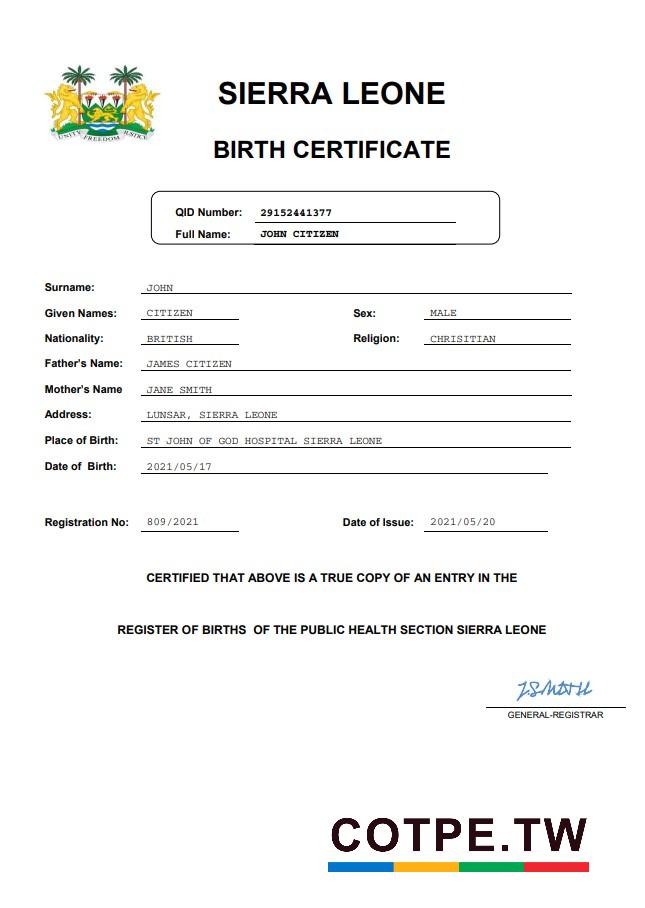 UNITY FREEDOM JUSTICE
SIERRA LEONE
BIRTH CERTIFICATE
QID Number: 29152441377
Full Name: JOHN CITIZEN
Surname: JOHN
Given Names: CITIZEN Sex: MALE
Nationality: BRITISH Religion: CHRISITIAN
Father's Name: JAMES CITIZEN
Mother's Name JANE SMITH
Address: LUNSAR, SIERRA LEONE
Place of Birth: ST JOHN OF GOD HOSPITAL SIERRA LEONE
Date of Birth: 2021/05/17
Registration No: 809/2021 Date of Issue: 2021/05/20
CERTIFIED THAT ABOVE IS A TRUE COPY OF AN ENTRY IN THE
REGISTER OF BIRTHS OF THE PUBLIC HEALTH SECTION SIERRA LEONE
J.SMITH
GENERAL-REGISTRAR
COTPE.TW